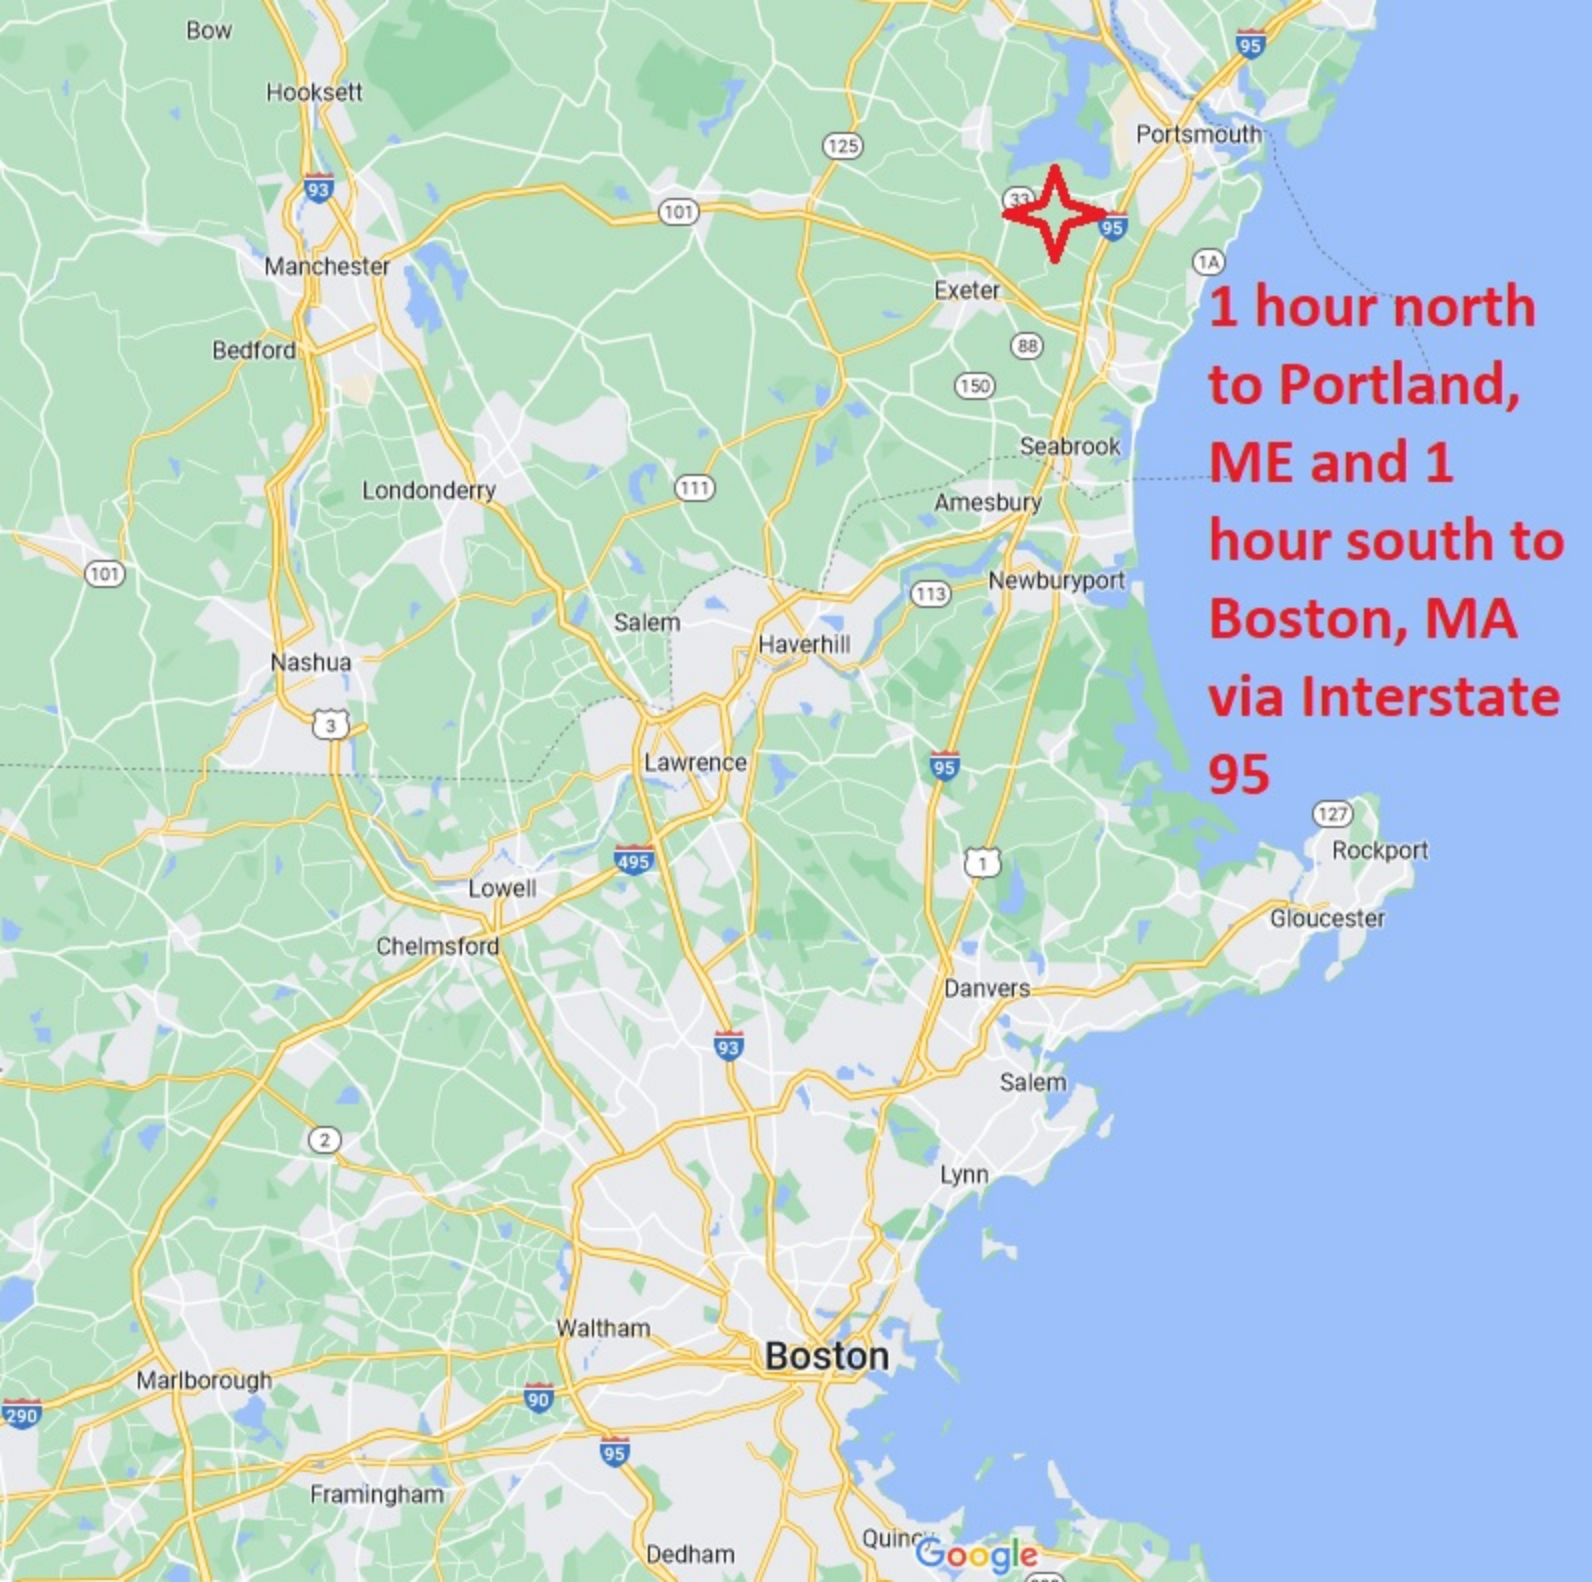 Bow
95
Hooksett
Portsmouth
125
93
33
101
95
1A
Manchester
Exeter
1 hour north
to Portland,
ME and 1
hour south to
Boston, MA
via Interstate
95
Bedford
88
150
Seabrook
Londonderry
111
Amesbury
101
Newburyport
113
Salem
Haverhill
Nashua
3
Lawrence
95
127
Rockport
495
1
Lowell
Gloucester
Chelmsford
Danvers
93
Salem
2
Lynn
Waltham
Boston
Marlborough
90
290
95
Framingham
Quincy
Google
Dedham